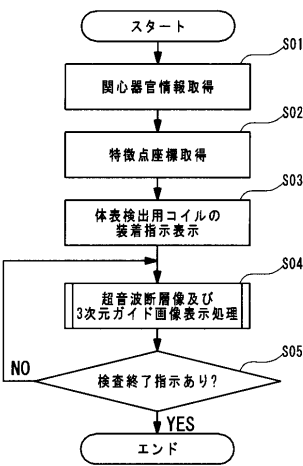 スタート
S01
関心器官情報取得
S02
特徴点座標取得
S03
体表検出用コイルの
装着指示表示
S04
超音波断層像及び
3次元ガイド画像表示処理
S05
検査終了指示あり?
NO
YES
エンド